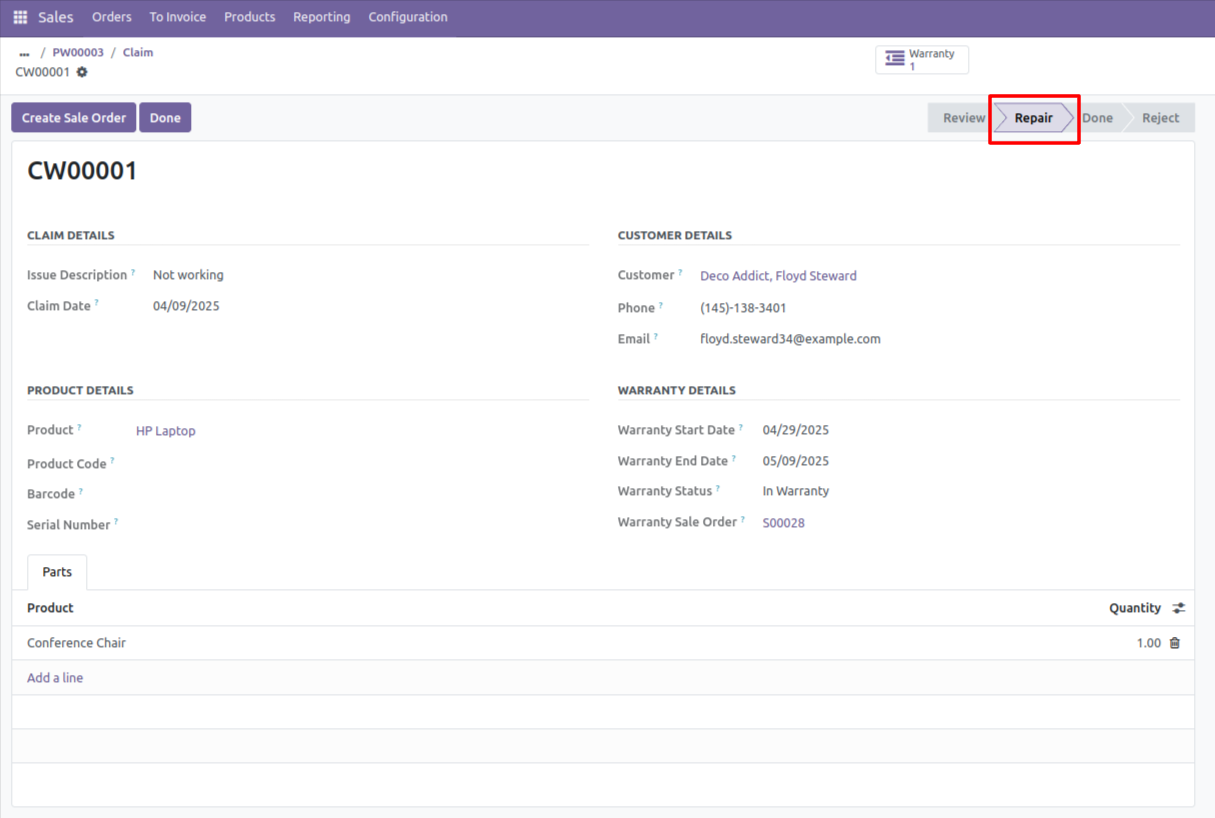 Sales Orders To Invoice Products Reporting Configuration
... / PW00003 / Claim
CW00001
Warranty
1
Create Sale Order Done
Review Repair Done Reject
CW00001
CLAIM DETAILS
Issue Description ? Not working
Claim Date ? 04/09/2025
CUSTOMER DETAILS
Customer ? Deco Addict, Floyd Steward
Phone ? (145)-138-3401
Email ? floyd.steward34@example.com
PRODUCT DETAILS
Product ? HP Laptop
Product Code ?
Barcode ?
Serial Number ?
WARRANTY DETAILS
Warranty Start Date ? 04/29/2025
Warranty End Date ? 05/09/2025
Warranty Status ? In Warranty
Warranty Sale Order ? S00028
Parts
Product Quantity
Conference Chair 1.00
Add a line